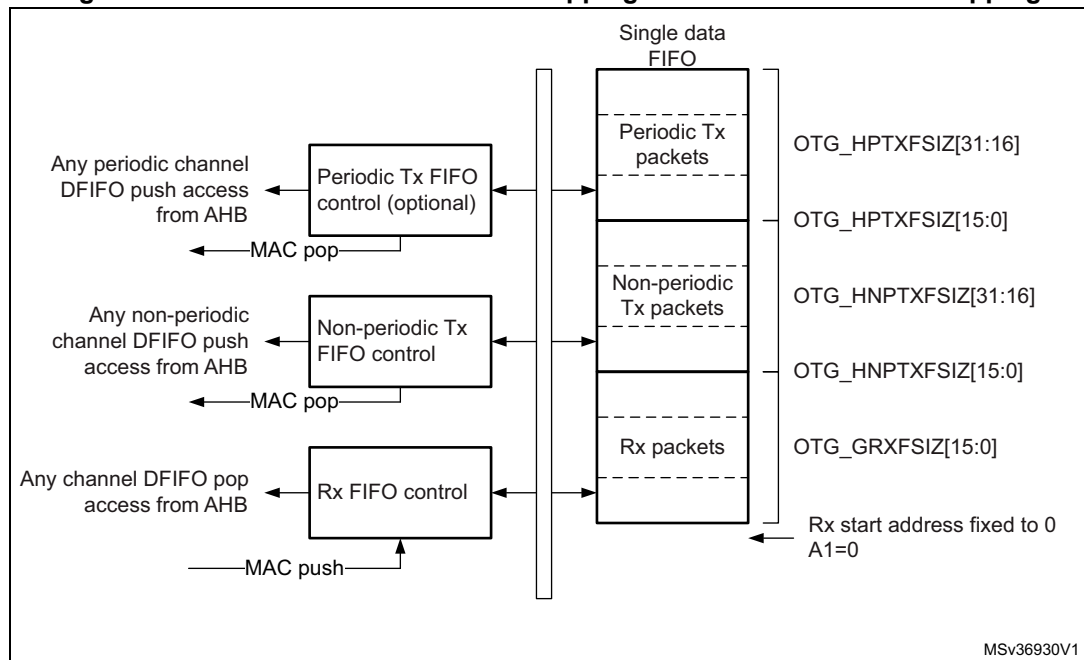 Single data
FIFO
Periodic Tx
packets
OTG_HPTXFSIZ[31:16]
Any periodic channel
DFIFO push access
from AHB
Periodic Tx FIFO
control (optional)
MAC pop
OTG_HPTXFSIZ[15:0]
Non-periodic
Tx packets
OTG_HNPTXFSIZ[31:16]
Any non-periodic
channel DFIFO push
access from AHB
Non-periodic Tx
FIFO control
MAC pop
OTG_HNPTXFSIZ[15:0]
Rx packets
OTG_GRXFSIZ[15:0]
Any channel DFIFO pop
access from AHB
Rx FIFO control
MAC push
Rx start address fixed to 0
A1=0
MSv36930V1